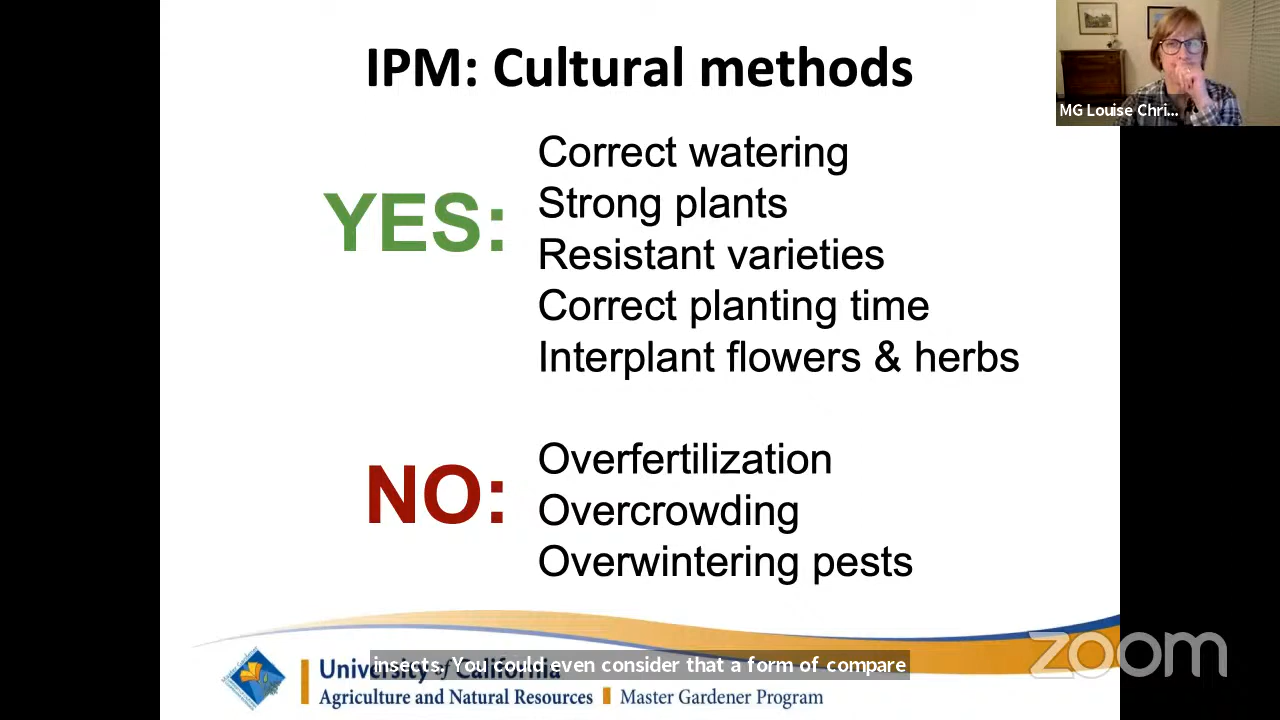 IPM: Cultural methods
MG Louise Chri...
YES:
Correct watering
Strong plants
Resistant varieties
Correct planting time
Interplant flowers & herbs
NO:
Overfertilization
Overcrowding
Overwintering pests
zoom
University of California
insects. You could even consider that a form of compare
Agriculture and Natural Resources
Master Gardener Program